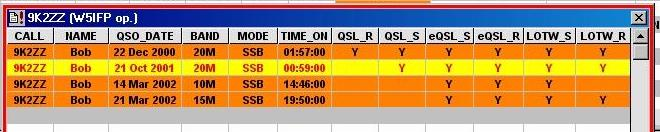 9K2ZZ (W5IFP op.)
CALL NAME QSO_DATE BAND MODE TIME_ON QSL_R QSL_S eQSL_S eQSL_R LOTW_S LOTW_R
9K2ZZ Bob 22 Dec 2000 20M SSB 01:57:00 Y Y Y Y Y Y
9K2ZZ Bob 21 Oct 2001 20M SSB 00:59:00 Y Y Y Y Y
9K2ZZ Bob 14 Mar 2002 10M SSB 14:46:00 Y Y Y
9K2ZZ Bob 21 Mar 2002 15M SSB 19:50:00 Y Y Y Y